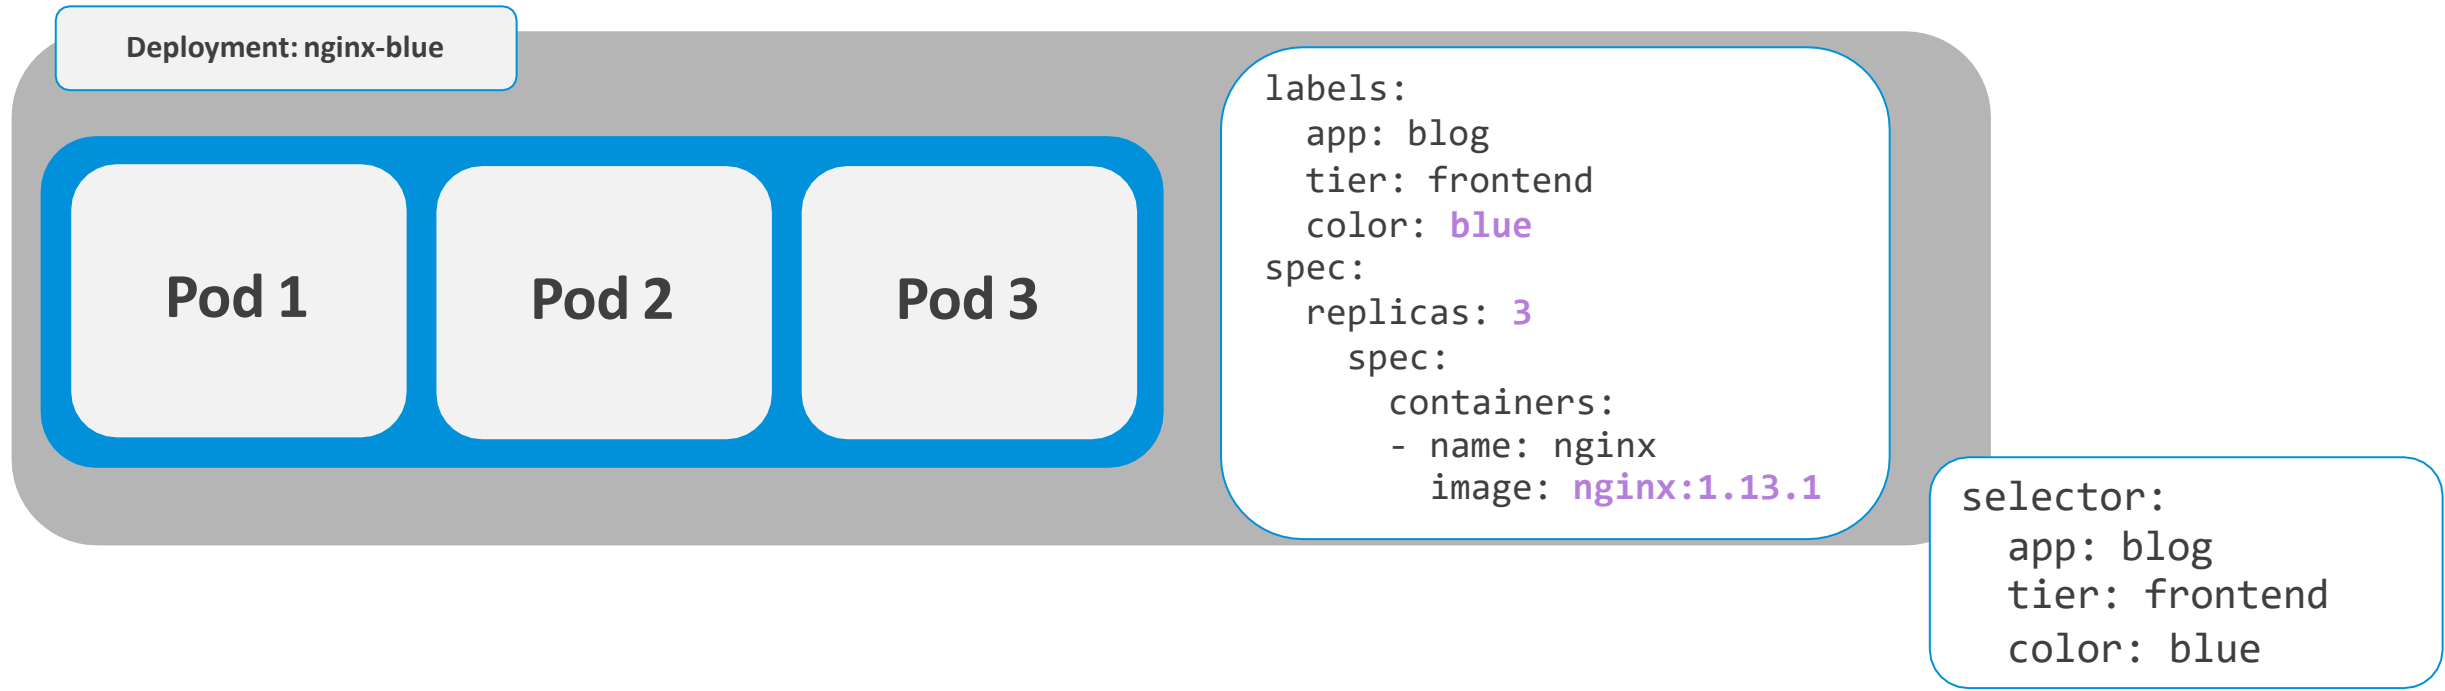 Deployment: nginx-blue
Pod 1
Pod 2
Pod 3
labels:
  app: blog
  tier: frontend
  color: blue
spec:
  replicas: 3
    spec:
      containers:
      - name: nginx
        image: nginx:1.13.1
selector:
  app: blog
  tier: frontend
  color: blue